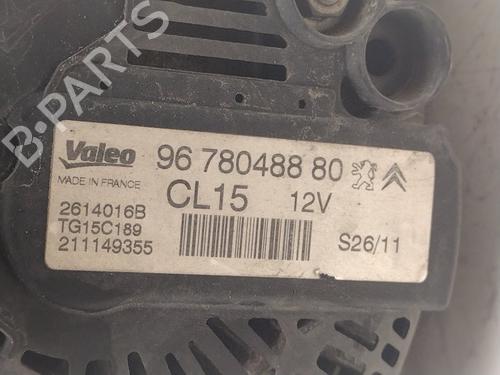 B-PARTS
Valeo
96 780488 80
MADE IN FRANCE
CL15
12V
2614016B
TG15C189
211149355
S26/11